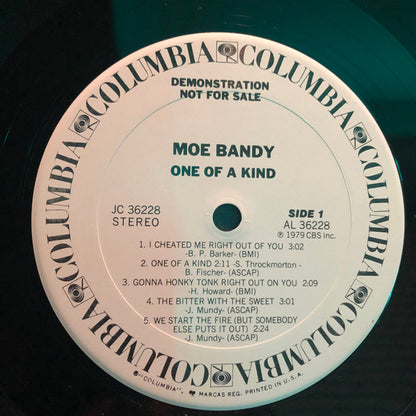 COLUMBIA COLUMBIA COLUMBIA COLUMBIA COLUMBIA COLUMBIA
DEMONSTRATION
NOT FOR SALE
MOE BANDY
ONE OF A KIND
JC 36228
STEREO
SIDE 1
AL 36228
℗ 1979 CBS Inc.
1. I CHEATED ME RIGHT OUT OF YOU 3:02
-B. P. Barker- (BMI)
2. ONE OF A KIND 2:11 -S. Throckmorton -
B. Fischer- (ASCAP)
3. GONNA HONKY TONK RIGHT OUT ON YOU 2:09
-H. Howard- (BMI)
4. THE BITTER WITH THE SWEET 3:01
-J. Mundy- (ASCAP)
5. WE START THE FIRE (BUT SOMEBODY
ELSE PUTS IT OUT) 2:24
-J. Mundy- (ASCAP)
"COLUMBIA", MARCAS REG. PRINTED IN U.S.A.